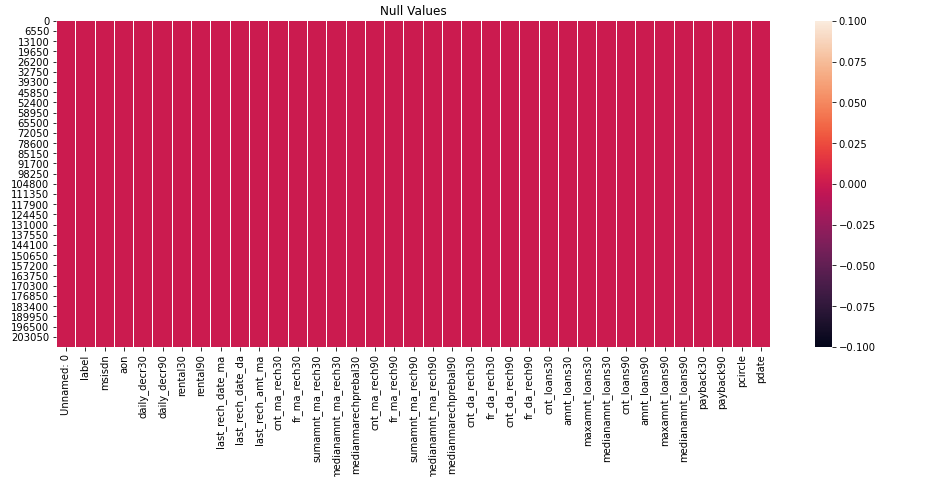 Null Values
0
6550
13100
19650
26200
32750
39300
45850
52400
58950
65500
72050
78600
85150
91700
98250
104800
111350
117900
124450
131000
137550
144100
150650
157200
163750
170300
176850
183400
189950
196500
203050
Unnamed: 0
label
msisdn
aon
daily_decr30
daily_decr90
rental30
rental90
last_rech_date_ma
last_rech_date_da
last_rech_amt_ma
cnt_ma_rech30
fr_ma_rech30
sumamnt_ma_rech30
medianamnt_ma_rech30
medianmarechprebal30
cnt_ma_rech90
fr_ma_rech90
sumamnt_ma_rech90
medianamnt_ma_rech90
medianmarechprebal90
cnt_da_rech30
fr_da_rech30
cnt_da_rech90
fr_da_rech90
cnt_loans30
amnt_loans30
maxamnt_loans30
medianamnt_loans30
cnt_loans90
amnt_loans90
maxamnt_loans90
medianamnt_loans90
payback30
payback90
pcircle
pdate
0.100
0.075
0.050
0.025
0.000
−0.025
−0.050
−0.075
−0.100